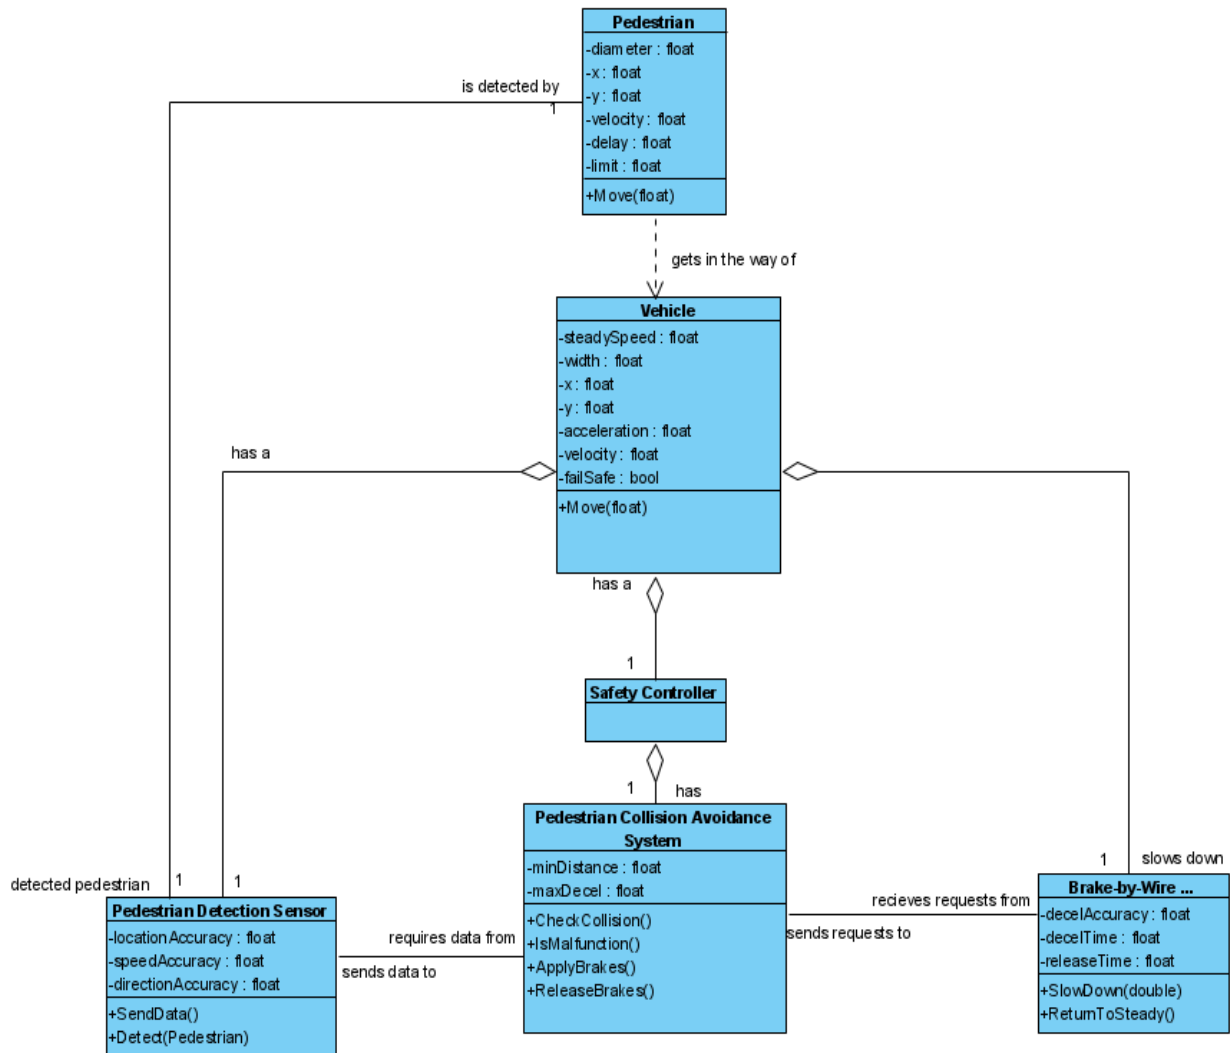 Pedestrian
-diameter : float
-x : float
-y : float
-velocity : float
-delay : float
-limit : float
+Move(float)
is detected by
1
gets in the way of
Vehicle
-steadySpeed : float
-width : float
-x : float
-y : float
-acceleration : float
-velocity : float
-failSafe : bool
+Move(float)
has a
has a
1
Safety Controller
1
has
Pedestrian Collision Avoidance
System
-minDistance : float
-maxDecel : float
+CheckCollision()
+IsMalfunction()
+ApplyBrakes()
+ReleaseBrakes()
detected pedestrian
1
1
Pedestrian Detection Sensor
-locationAccuracy : float
-speedAccuracy : float
-directionAccuracy : float
+SendData()
+Detect(Pedestrian)
requires data from
sends data to
recieves requests from
sends requests to
1
slows down
Brake-by-Wire ...
-decelAccuracy : float
-decelTime : float
-releaseTime : float
+SlowDown(double)
+ReturnToSteady()